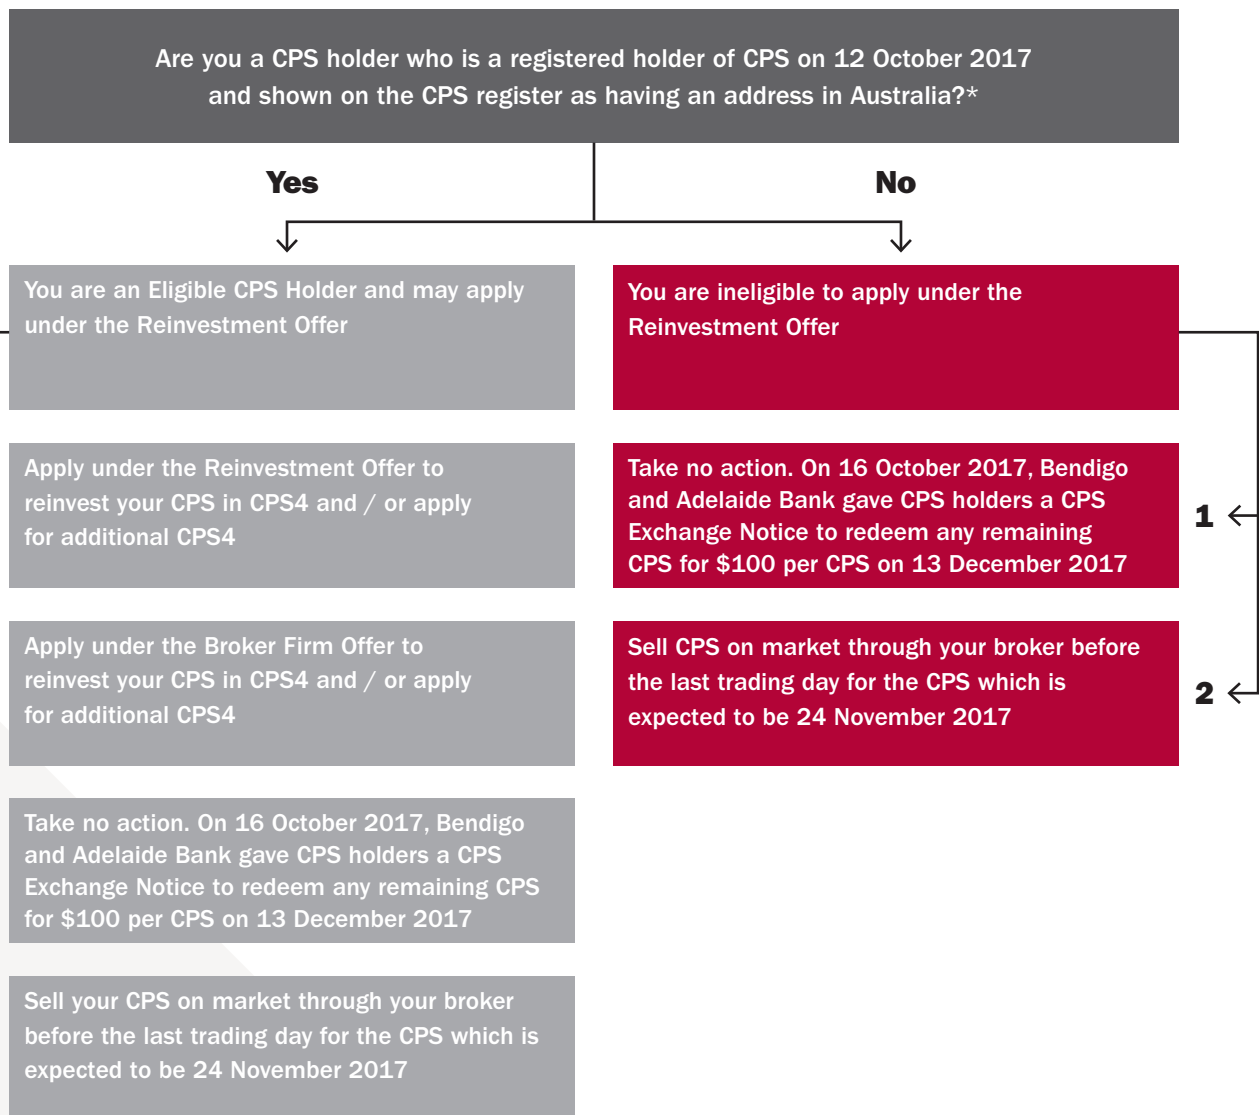 Are you a CPS holder who is a registered holder of CPS on 12 October 2017
and shown on the CPS register as having an address in Australia?*
Yes
No
You are an Eligible CPS Holder and may apply
under the Reinvestment Offer
You are ineligible to apply under the
Reinvestment Offer
Apply under the Reinvestment Offer to
reinvest your CPS in CPS4 and / or apply
for additional CPS4
Take no action. On 16 October 2017, Bendigo
and Adelaide Bank gave CPS holders a CPS
Exchange Notice to redeem any remaining
CPS for $100 per CPS on 13 December 2017
1
Apply under the Broker Firm Offer to
reinvest your CPS in CPS4 and / or apply
for additional CPS4
Sell CPS on market through your broker before
the last trading day for the CPS which is
expected to be 24 November 2017
2
Take no action. On 16 October 2017, Bendigo
and Adelaide Bank gave CPS holders a CPS
Exchange Notice to redeem any remaining CPS
for $100 per CPS on 13 December 2017
Sell your CPS on market through your broker
before the last trading day for the CPS which is
expected to be 24 November 2017